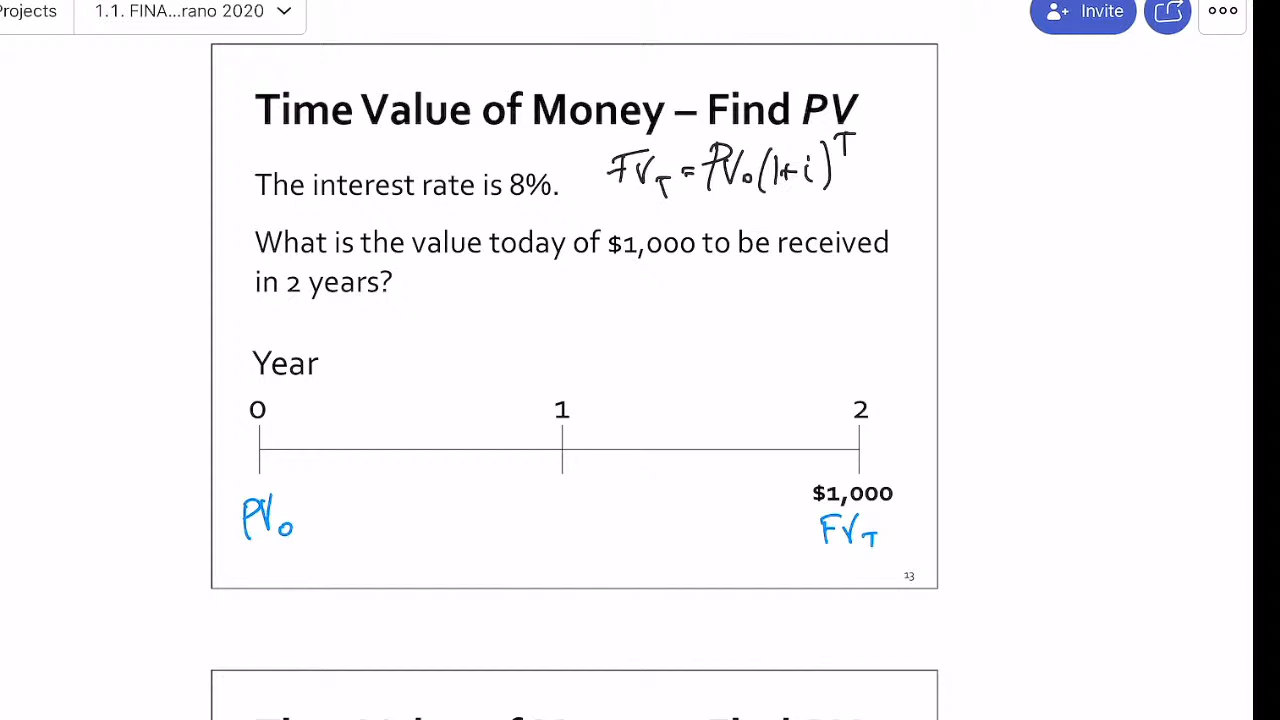 Projects
1.1. FINA...rano 2020
Invite
Time Value of Money – Find PV
FV_T = PV_0 (1+i)^T
The interest rate is 8%.
What is the value today of $1,000 to be received
in 2 years?
Year
0 1 2
$1,000
PV_0 FV_T
13